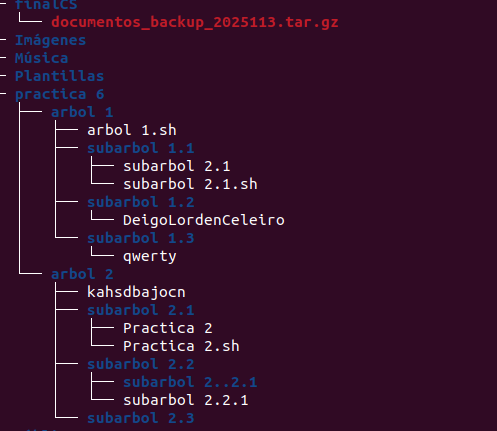 finalCS
documentos_backup_2025113.tar.gz
Imágenes
Música
Plantillas
practica 6
arbol 1
arbol 1.sh
subarbol 1.1
subarbol 2.1
subarbol 2.1.sh
subarbol 1.2
DeigoLordenCeleiro
subarbol 1.3
qwerty
arbol 2
kahsdbajocn
subarbol 2.1
Practica 2
Practica 2.sh
subarbol 2.2
subarbol 2..2.1
subarbol 2.2.1
subarbol 2.3